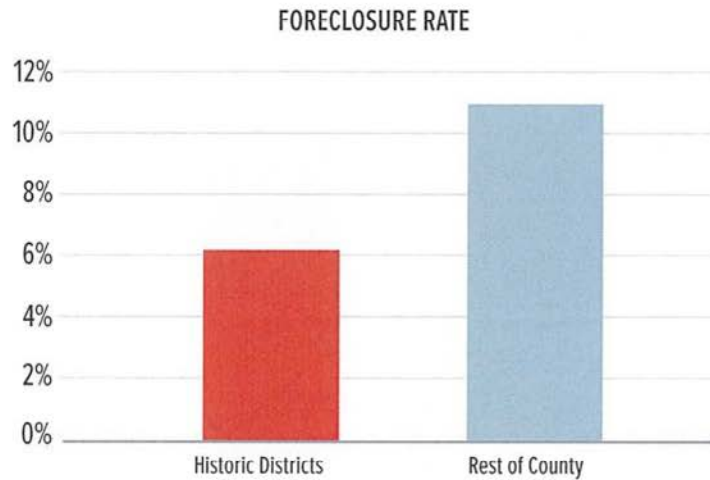 FORECLOSURE RATE
12%
10%
8%
6%
4%
2%
0%
Historic Districts
Rest of County